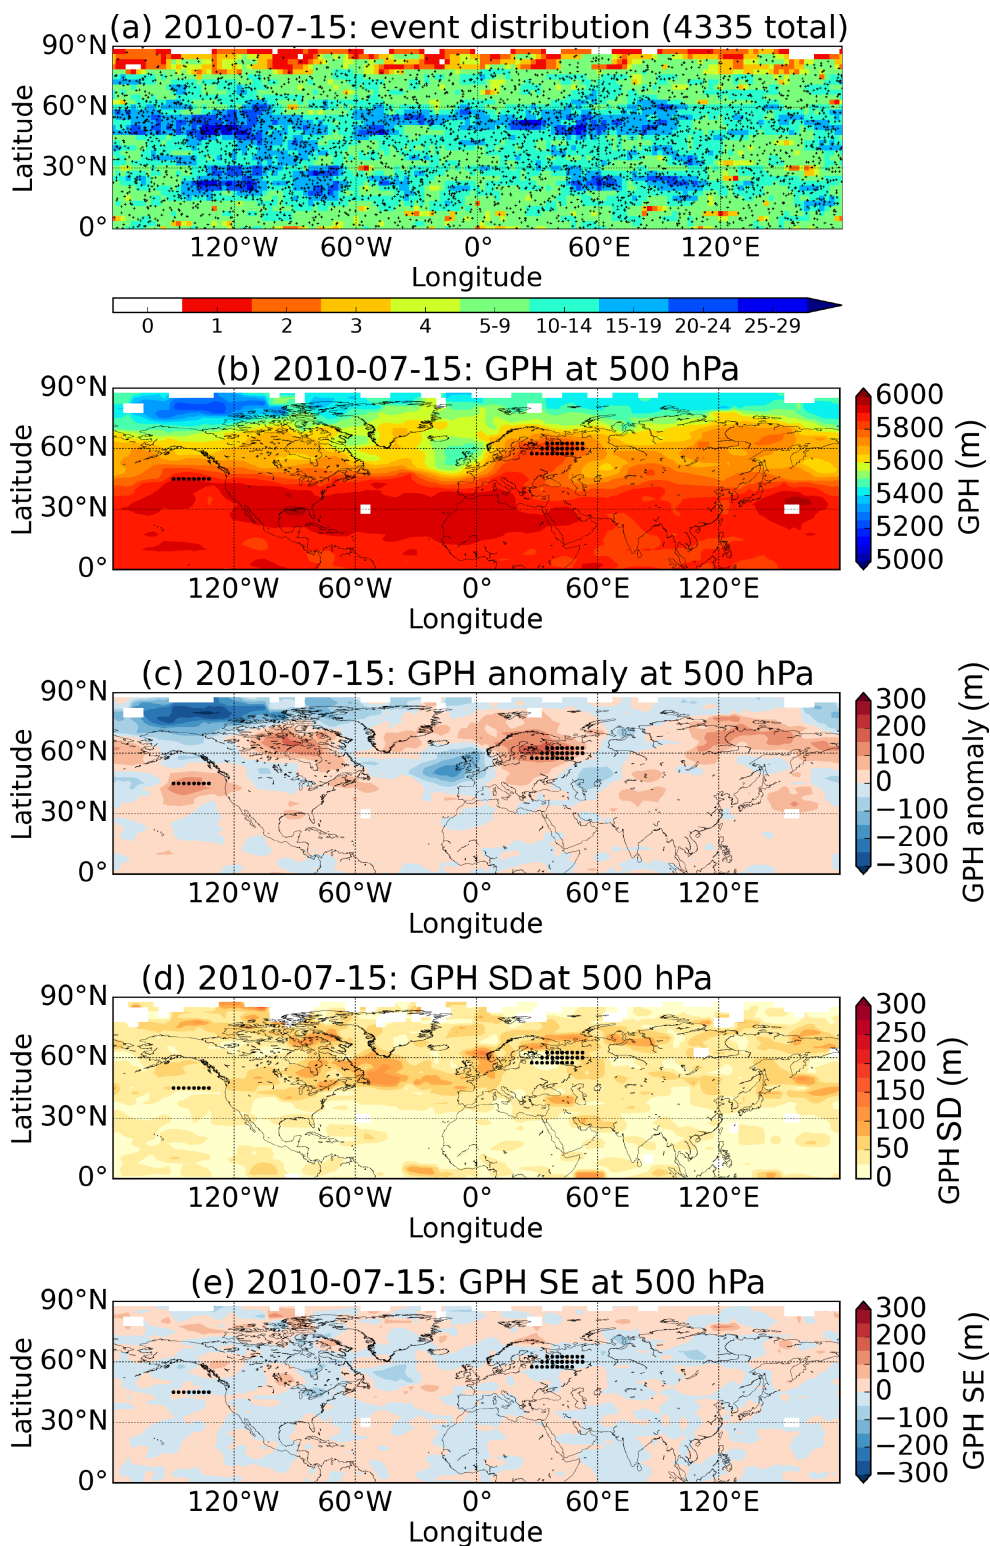 (a) 2010-07-15: event distribution (4335 total)
90°N
60°N
30°N
0°
Latitude
120°W 60°W 0° 60°E 120°E
Longitude
0 1 2 3 4 5-9 10-14 15-19 20-24 25-29
(b) 2010-07-15: GPH at 500 hPa
90°N
60°N
30°N
0°
Latitude
120°W 60°W 0° 60°E 120°E
Longitude
6000
5800
5600
5400
5200
5000
GPH (m)
(c) 2010-07-15: GPH anomaly at 500 hPa
90°N
60°N
30°N
0°
Latitude
120°W 60°W 0° 60°E 120°E
Longitude
300
200
100
0
−100
−200
−300
GPH anomaly (m)
(d) 2010-07-15: GPH SD at 500 hPa
90°N
60°N
30°N
0°
Latitude
120°W 60°W 0° 60°E 120°E
Longitude
300
250
200
150
100
50
0
GPH SD (m)
(e) 2010-07-15: GPH SE at 500 hPa
90°N
60°N
30°N
0°
Latitude
120°W 60°W 0° 60°E 120°E
Longitude
300
200
100
0
−100
−200
−300
GPH SE (m)